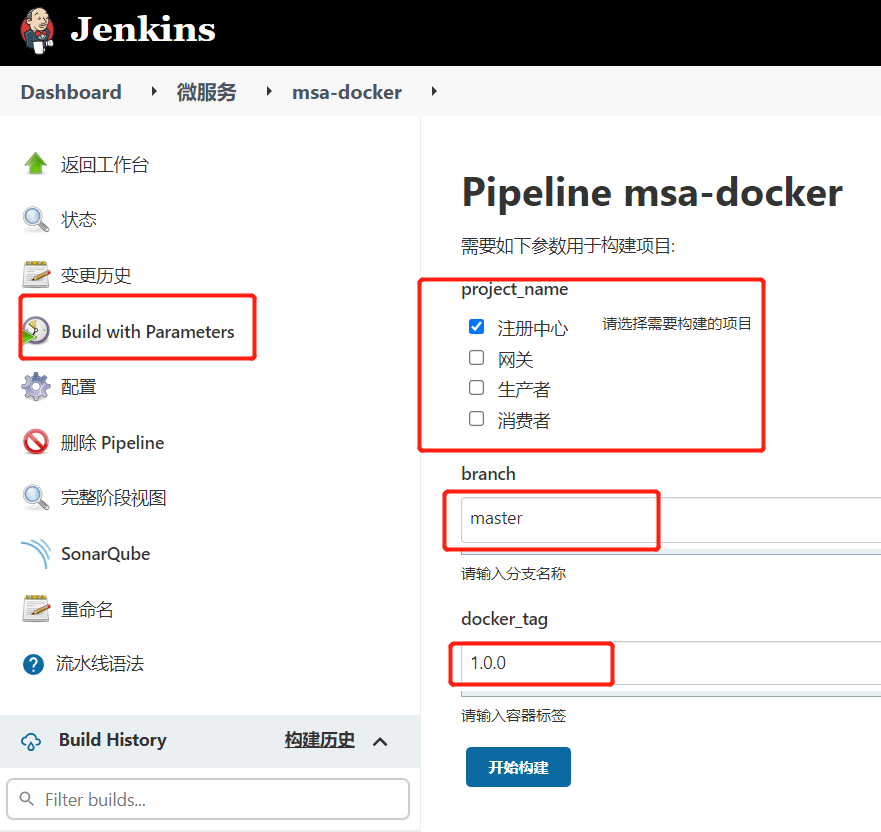 Jenkins
Dashboard 微服务 msa-docker
返回工作台
状态
变更历史
Build with Parameters
配置
删除 Pipeline
完整阶段视图
SonarQube
重命名
流水线语法
Build History 构建历史
Filter builds...
Pipeline msa-docker
需要如下参数用于构建项目:
project_name
注册中心 请选择需要构建的项目
网关
生产者
消费者
branch
master
请输入分支名称
docker_tag
1.0.0
请输入容器标签
开始构建